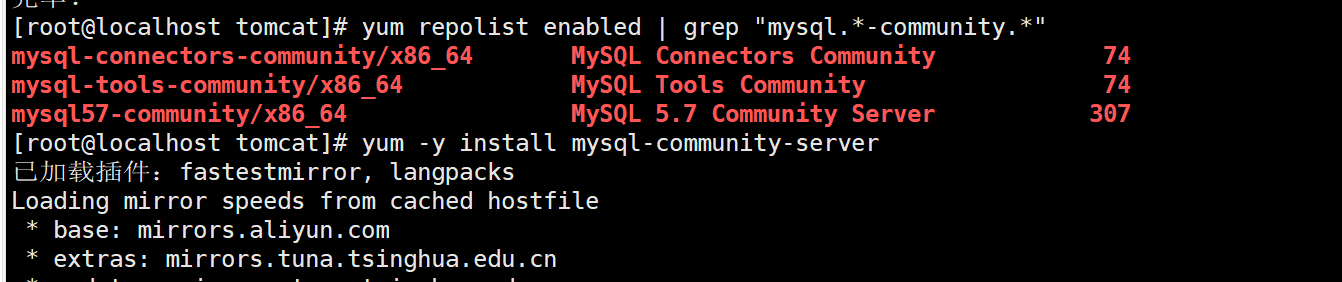 [root@localhost tomcat]# yum repolist enabled | grep "mysql.*-community.*"
mysql-connectors-community/x86_64 MySQL Connectors Community 74
mysql-tools-community/x86_64 MySQL Tools Community 74
mysql57-community/x86_64 MySQL 5.7 Community Server 307
[root@localhost tomcat]# yum -y install mysql-community-server
已加载插件：fastestmirror, langpacks
Loading mirror speeds from cached hostfile
* base: mirrors.aliyun.com
* extras: mirrors.tuna.tsinghua.edu.cn